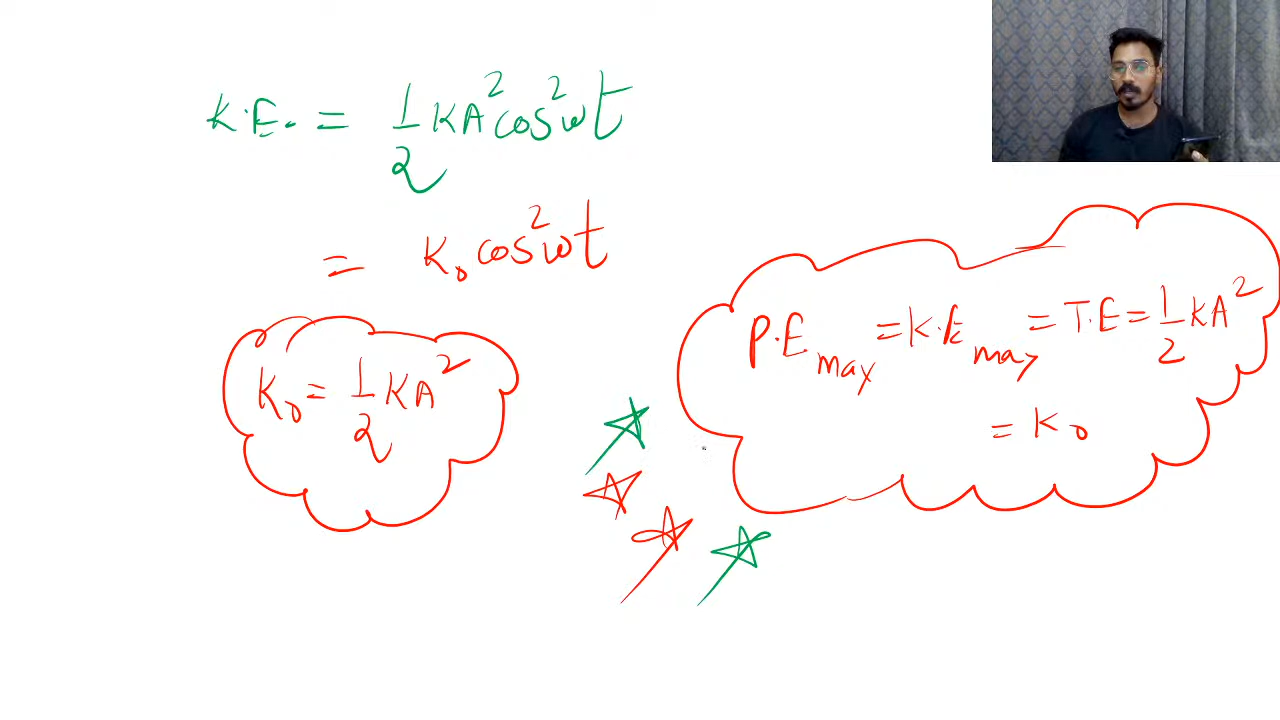 K.E. = 1/2 KA² cos² ωt
= K₀ cos² ωt
K₀ = 1/2 KA²
P.E. max = K.E max = T.E = 1/2 KA²
= K₀